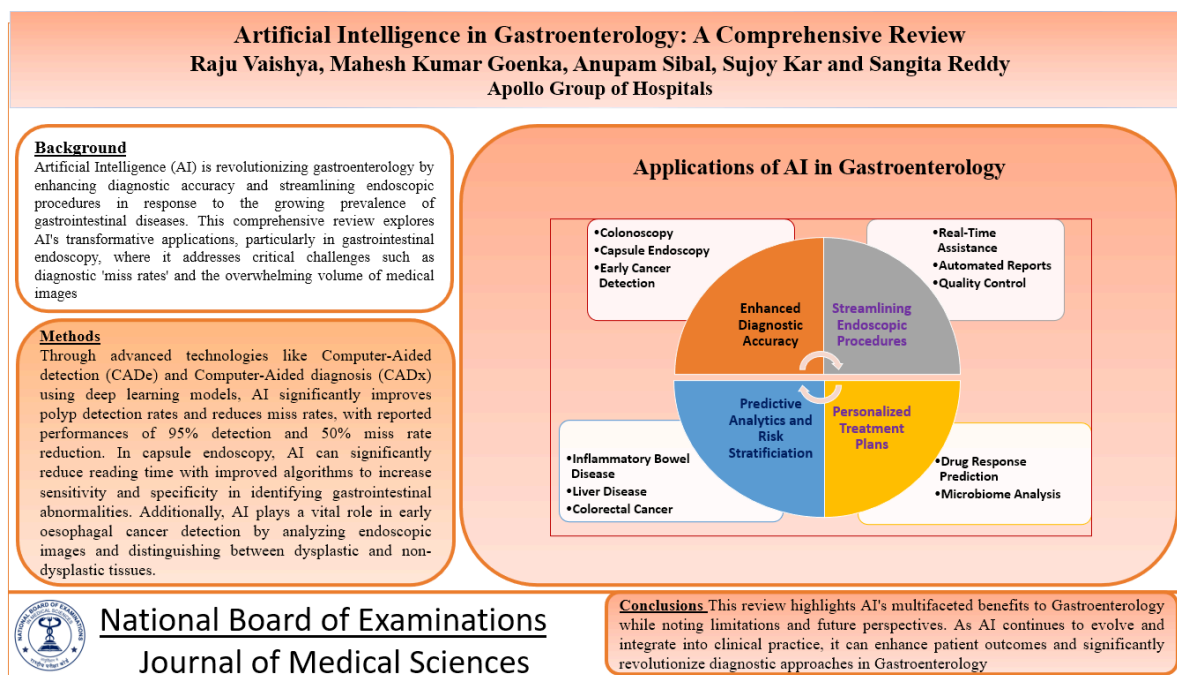 Artificial Intelligence in Gastroenterology: A Comprehensive Review
Raju Vaishya, Mahesh Kumar Goenka, Anupam Sibal, Sujoy Kar and Sangita Reddy
Apollo Group of Hospitals
Background
Artificial Intelligence (AI) is revolutionizing gastroenterology by
enhancing diagnostic accuracy and streamlining endoscopic
procedures in response to the growing prevalence of
gastrointestinal diseases. This comprehensive review explores
AI's transformative applications, particularly in gastrointestinal
endoscopy, where it addresses critical challenges such as
diagnostic 'miss rates' and the overwhelming volume of medical
images
Methods
Through advanced technologies like Computer-Aided
detection (CADe) and Computer-Aided diagnosis (CADx)
using deep learning models, AI significantly improves
polyp detection rates and reduces miss rates, with reported
performances of 95% detection and 50% miss rate
reduction. In capsule endoscopy, AI can significantly
reduce reading time with improved algorithms to increase
sensitivity and specificity in identifying gastrointestinal
abnormalities. Additionally, AI plays a vital role in early
oesophagal cancer detection by analyzing endoscopic
images and distinguishing between dysplastic and non-
dysplastic tissues.
Applications of AI in Gastroenterology
•Colonoscopy
•Capsule Endoscopy
•Early Cancer
Detection
•Real-Time
Assistance
•Automated Reports
•Quality Control
Enhanced
Diagnostic
Accuracy
Streamlining
Endoscopic
Procedures
Predictive
Analytics and
Risk
Stratificiation
Personalized
Treatment
Plans
•Inflammatory Bowel
Disease
•Liver Disease
•Colorectal Cancer
•Drug Response
Prediction
•Microbiome Analysis
National Board of Examinations
Journal of Medical Sciences
Conclusions This review highlights AI's multifaceted benefits to Gastroenterology
while noting limitations and future perspectives. As AI continues to evolve and
integrate into clinical practice, it can enhance patient outcomes and significantly
revolutionize diagnostic approaches in Gastroenterology